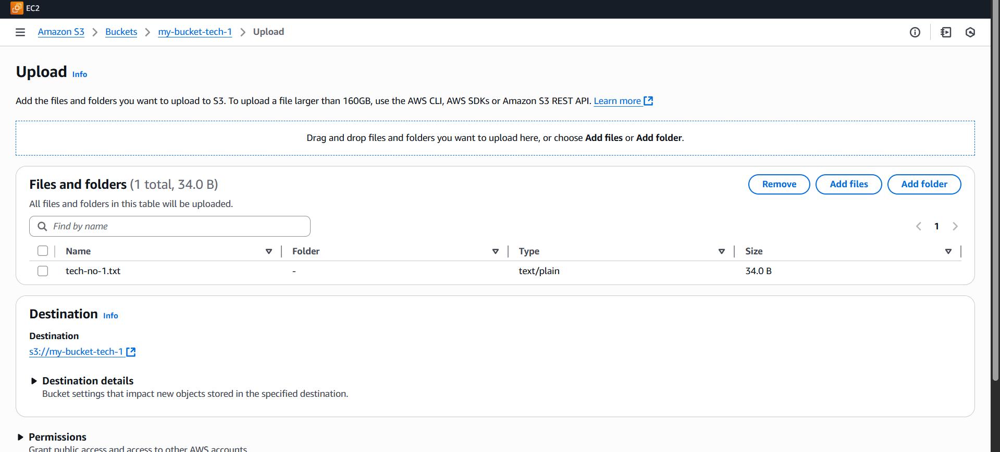 EC2
Amazon S3 > Buckets > my-bucket-tech-1 > Upload
Upload Info
Add the files and folders you want to upload to S3. To upload a file larger than 160GB, use the AWS CLI, AWS SDKs or Amazon S3 REST API. Learn more
Drag and drop files and folders you want to upload here, or choose Add files or Add folder.
Files and folders (1 total, 34.0 B)
Remove Add files Add folder
All files and folders in this table will be uploaded.
Find by name
1
Name Folder Type Size
tech-no-1.txt - text/plain 34.0 B
Destination Info
Destination
s3://my-bucket-tech-1
Destination details
Bucket settings that impact new objects stored in the specified destination.
Permissions
Grant public access and access to other AWS accounts.